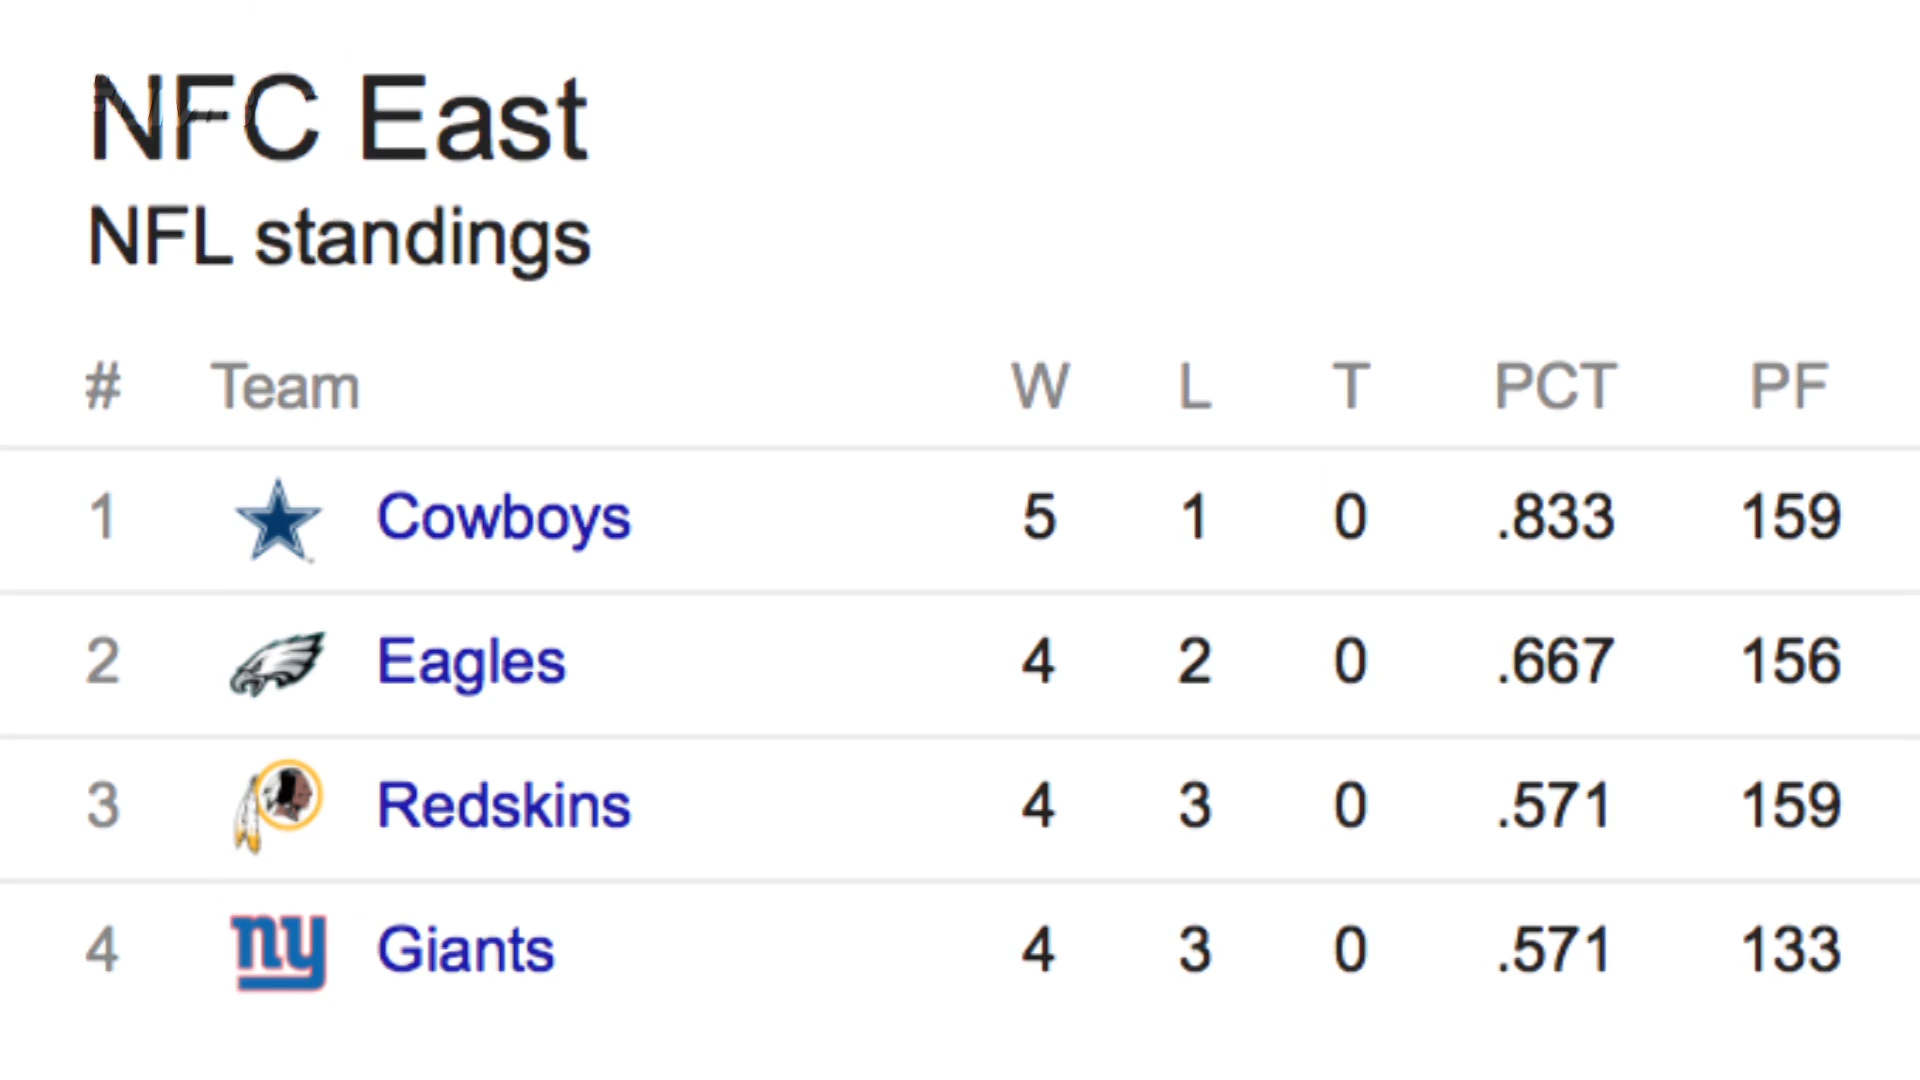 NFC East
NFL standings
# Team W L T PCT PF
1 Cowboys 5 1 0 .833 159
2 Eagles 4 2 0 .667 156
3 Redskins 4 3 0 .571 159
4 ny Giants 4 3 0 .571 133